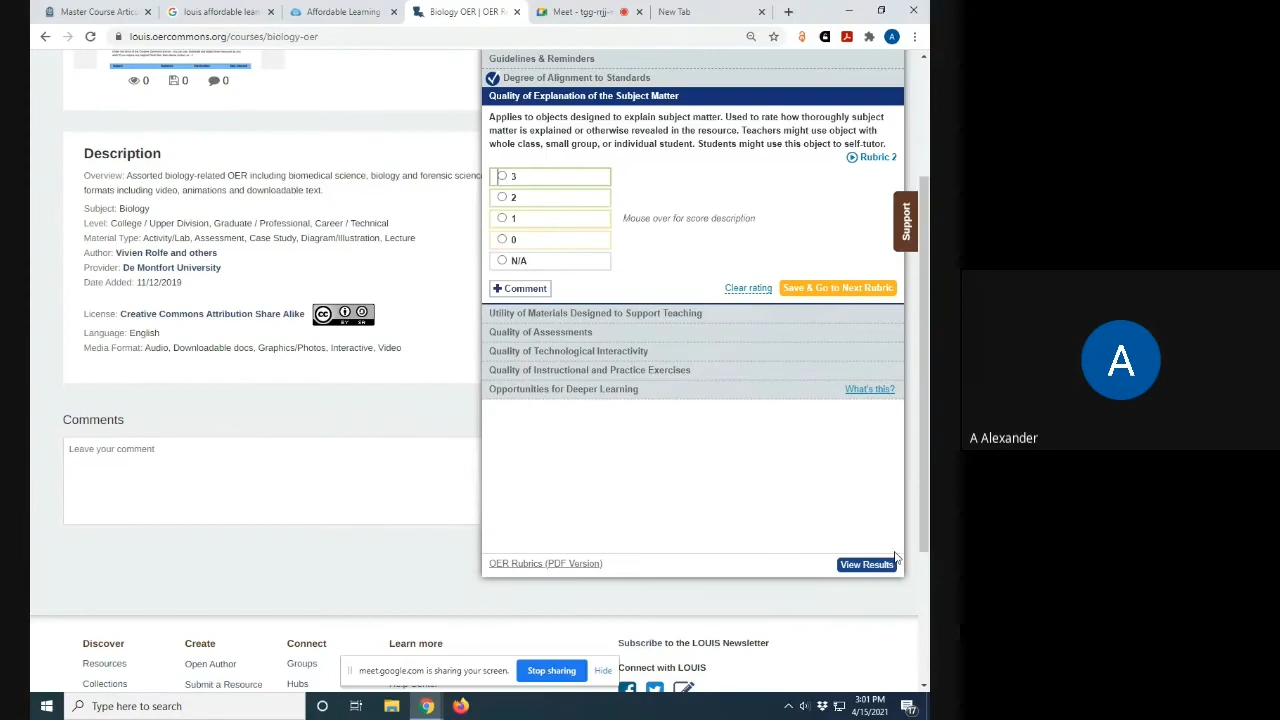 Master Course Articu
louis affordable lear
Affordable Learning
Biology OER | OER Re
Meet - tgg-rrjj-
New Tab
louis.oercommons.org/courses/biology-oer
A
0 0 0
Description
Overview: Assorted biology-related OER including biomedical science, biology and forensic science
formats including video, animations and downloadable text.
Subject: Biology
Level: College / Upper Division, Graduate / Professional, Career / Technical
Material Type: Activity/Lab, Assessment, Case Study, Diagram/Illustration, Lecture
Author: Vivien Rolfe and others
Provider: De Montfort University
Date Added: 11/12/2019
License: Creative Commons Attribution Share Alike
BY SA
Language: English
Media Format: Audio, Downloadable docs, Graphics/Photos, Interactive, Video
Comments
Leave your comment
Guidelines & Reminders
Degree of Alignment to Standards
Quality of Explanation of the Subject Matter
Applies to objects designed to explain subject matter. Used to rate how thoroughly subject
matter is explained or otherwise revealed in the resource. Teachers might use object with
whole class, small group, or individual student. Students might use this object to self-tutor.
Rubric 2
3
2
1
0
N/A
Mouse over for score description
Comment
Clear rating
Save & Go to Next Rubric
Utility of Materials Designed to Support Teaching
Quality of Assessments
Quality of Technological Interactivity
Quality of Instructional and Practice Exercises
Opportunities for Deeper Learning
What's this?
OER Rubrics (PDF Version)
View Results
Support
Discover
Resources
Collections
Create
Open Author
Submit a Resource
Connect
Groups
Hubs
Learn more
Help Center
Subscribe to the LOUIS Newsletter
Connect with LOUIS
meet.google.com is sharing your screen.
Stop sharing
Hide
Type here to search
3:01 PM
4/15/2021
17
A
A Alexander